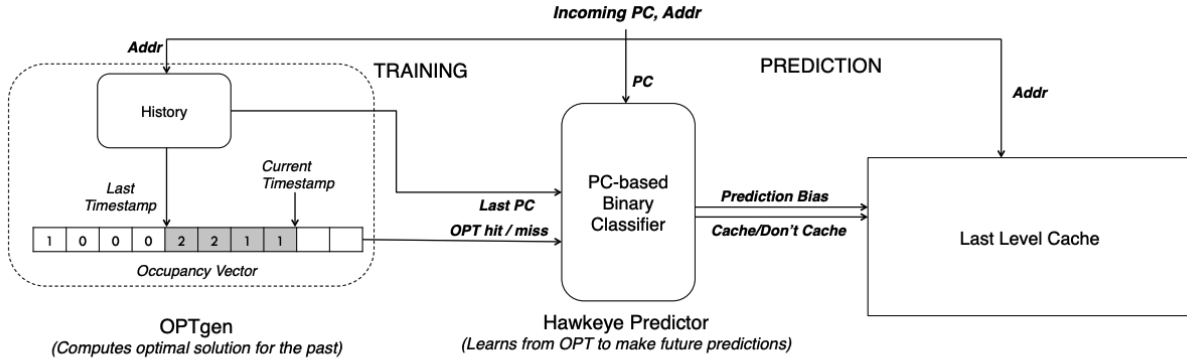 Incoming PC, Addr
Addr
TRAINING
PREDICTION
PC
Addr
History
Last
Timestamp
Current
Timestamp
Last PC
OPT hit / miss
PC-based
Binary
Classifier
Prediction Bias
Cache/Don't Cache
Last Level Cache
1 0 0 0 2 2 1 1
Occupancy Vector
OPTgen
(Computes optimal solution for the past)
Hawkeye Predictor
(Learns from OPT to make future predictions)